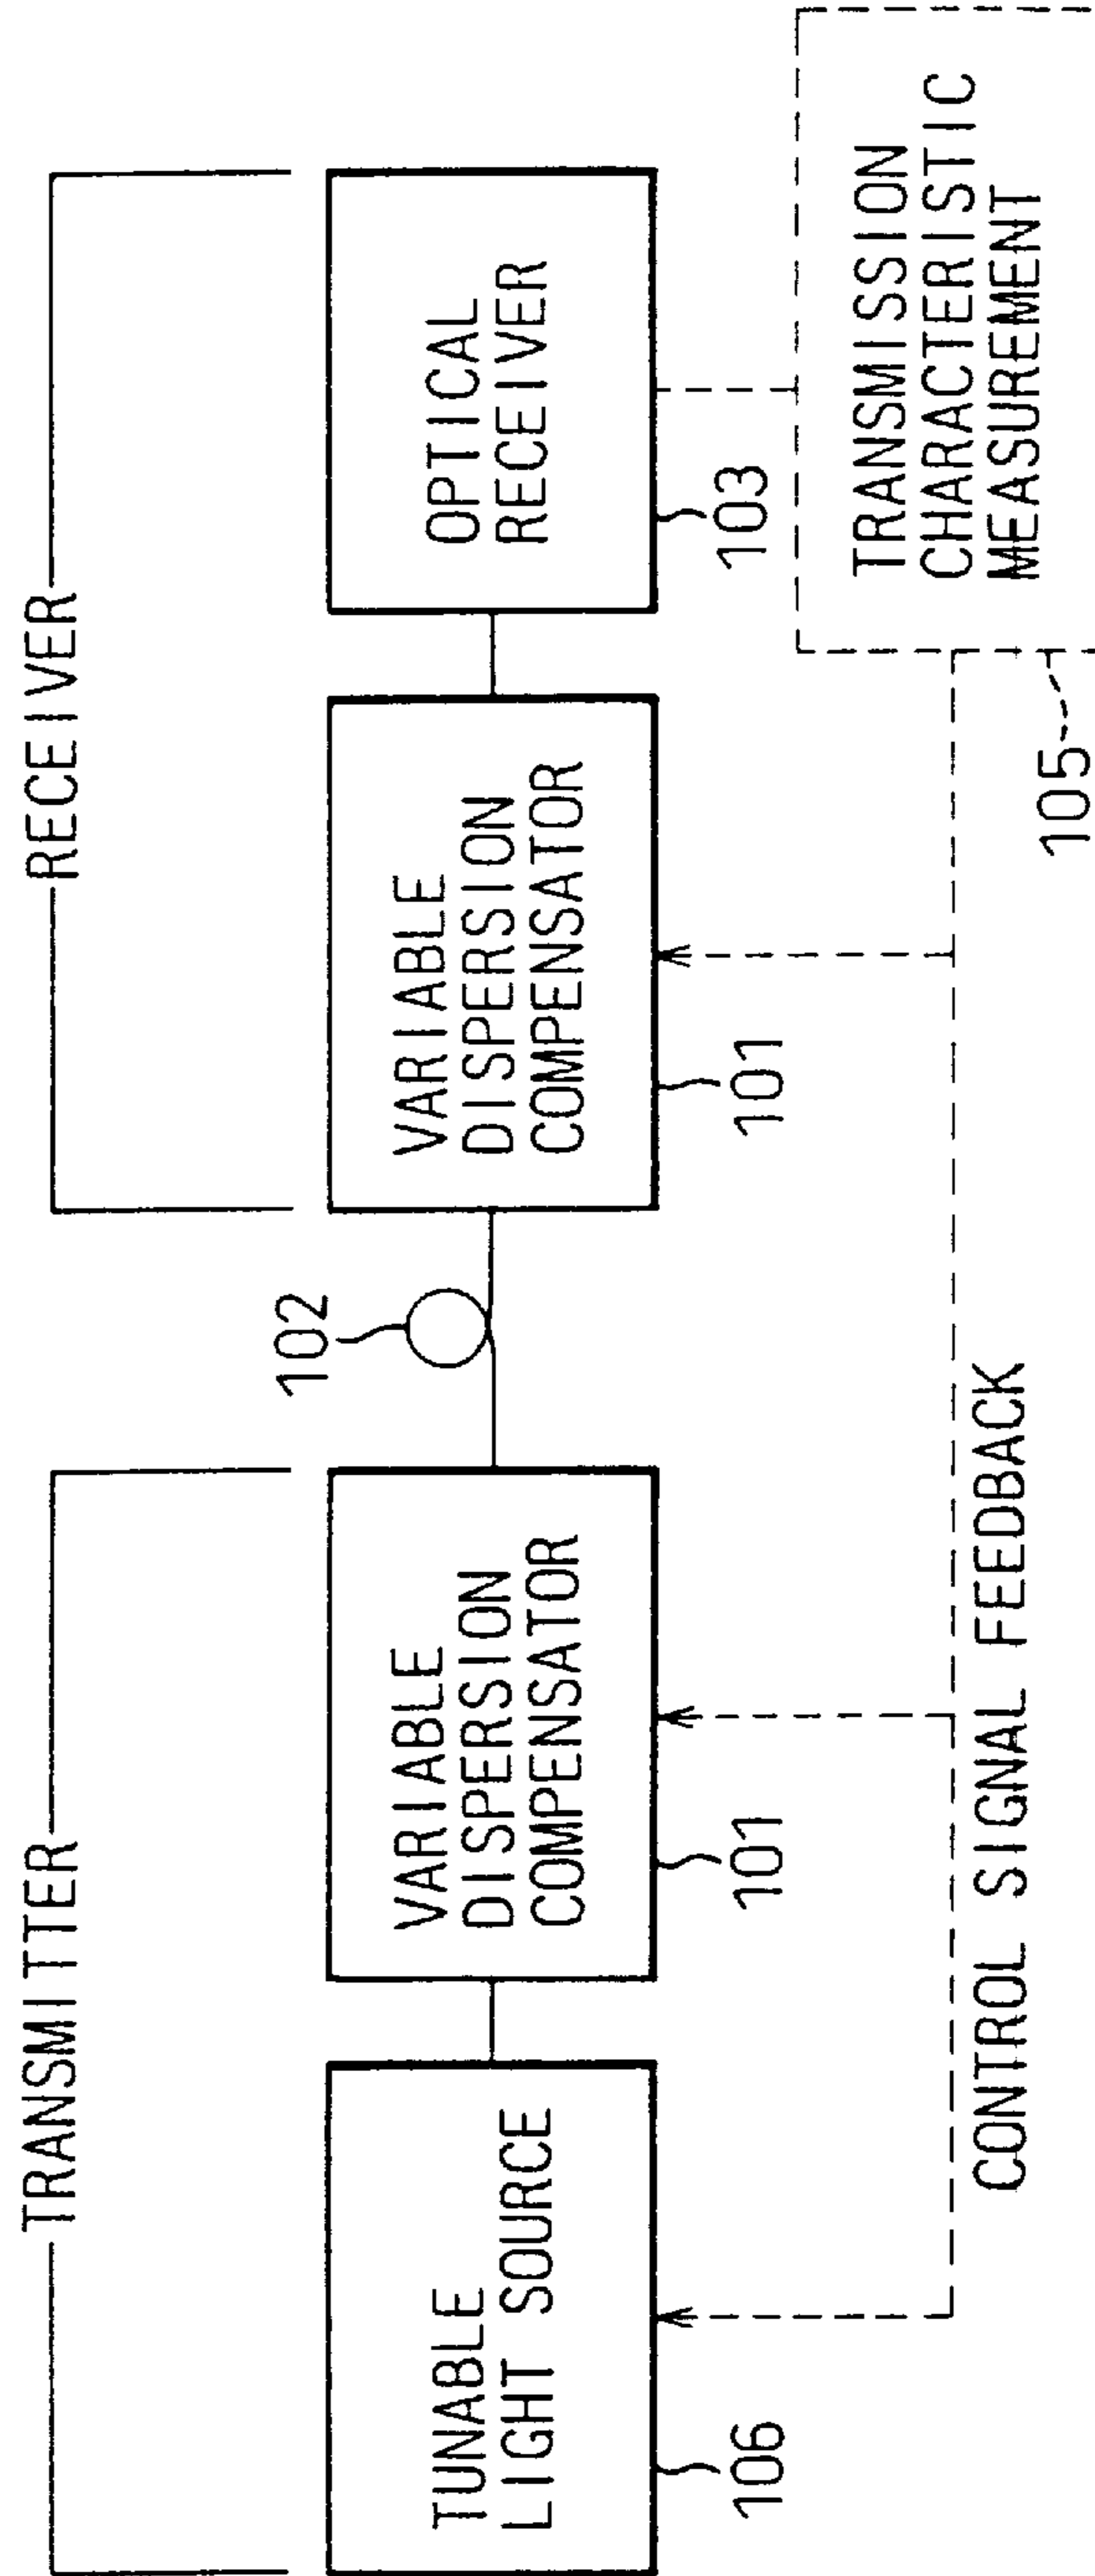 TRANSMITTER
RECEIVER
102
TUNABLE
LIGHT SOURCE
106
VARIABLE
DISPERSION
COMPENSATOR
101
VARIABLE
DISPERSION
COMPENSATOR
101
OPTICAL
RECEIVER
103
CONTROL SIGNAL FEEDBACK
105
TRANSMISSION
CHARACTERISTIC
MEASUREMENT